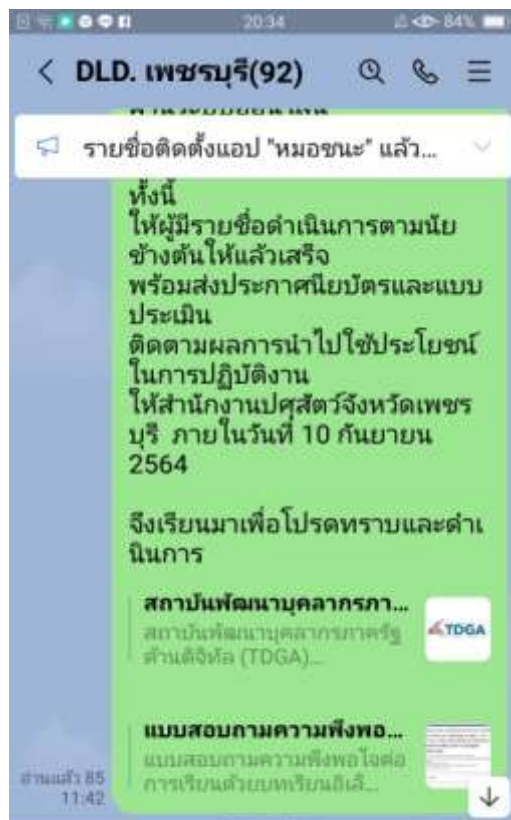 20:34
84%
DLD. เพชรบุรี(92)
รายชื่อติดตั้งแอป "หมอชนะ" แล้ว...
ทั้งนี้
ให้ผู้มีรายชื่อดำเนินการตามนัย
ข้างต้นให้แล้วเสร็จ
พร้อมส่งประกาศนียบัตรและแบบ
ประเมิน
ติดตามผลการนำไปใช้ประโยชน์
ในการปฏิบัติงาน
ให้สำนักงานปศุสัตว์จังหวัดเพชร
บุรี ภายในวันที่ 10 กันยายน
2564
จึงเรียนมาเพื่อโปรดทราบและดำเ
นินการ
สถาบันพัฒนาบุคลากรภา...
สถาบันพัฒนาบุคลากรภาครัฐ
ด้านดิจิทัล (TDGA)...
TDGA
แบบสอบถามความพึงพอ...
แบบสอบถามความพึงพอใจต่อ
การเรียนด้วยบทเรียนอิเล็...
อ่านแล้ว 85
11:42